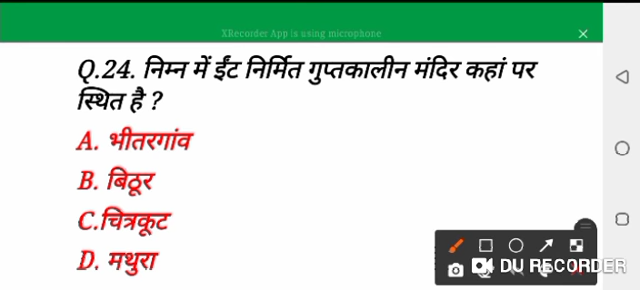 XRecorder App is using microphone
Q.24. निम्न में ईंट निर्मित गुप्तकालीन मंदिर कहां पर
स्थित है ?
A. भीतरगांव
B. बिठूर
C.चित्रकूट
D. मथुरा
DU RECORDER